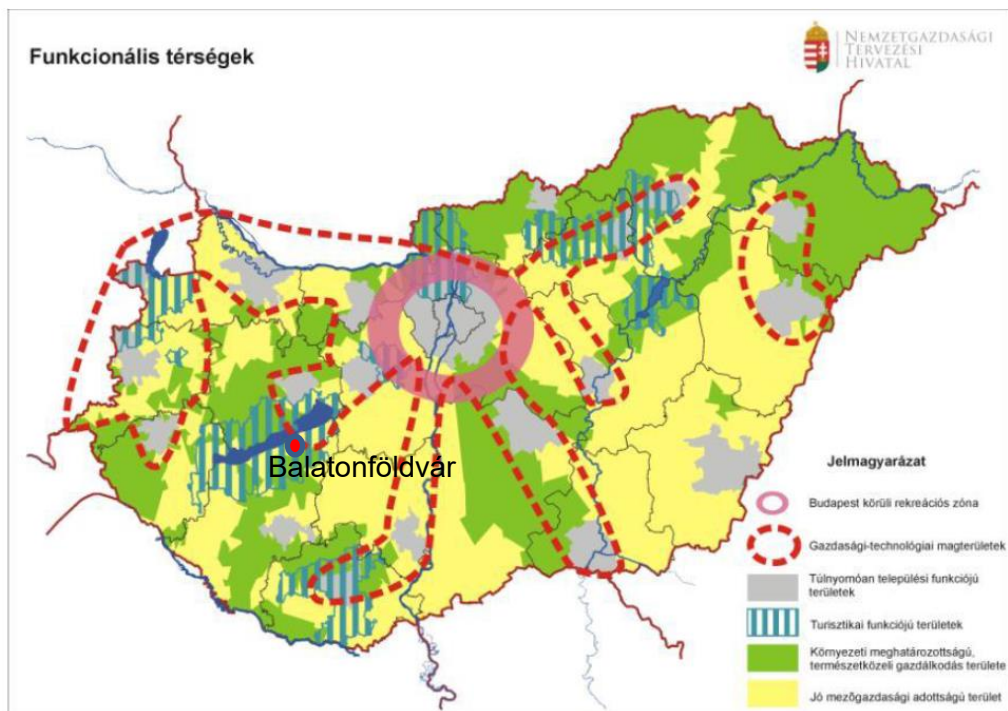 Funkcionális térségek
NEMZETGAZDASÁGI
TERVEZÉSI
HIVATAL
Balatonföldvár
Jelmagyarázat
Budapest körüli rekreációs zóna
Gazdasági-technológiai magterületek
Túlnyomóan települési funkciójú
területek
Turisztikai funkciójú területek
Környezeti meghatározottságú,
természetközeli gazdálkodás területe
Jó mezőgazdasági adottságú terület